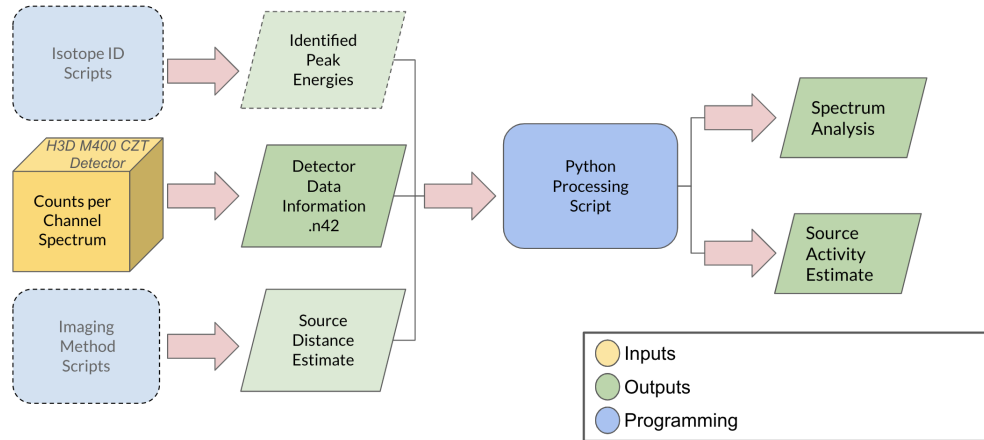 Isotope ID
Scripts
Identified
Peak
Energies
H3D M400 CZT
Detector
Counts per
Channel
Spectrum
Detector
Data
Information
.n42
Imaging
Method
Scripts
Source
Distance
Estimate
Python
Processing
Script
Spectrum
Analysis
Source
Activity
Estimate
Inputs
Outputs
Programming